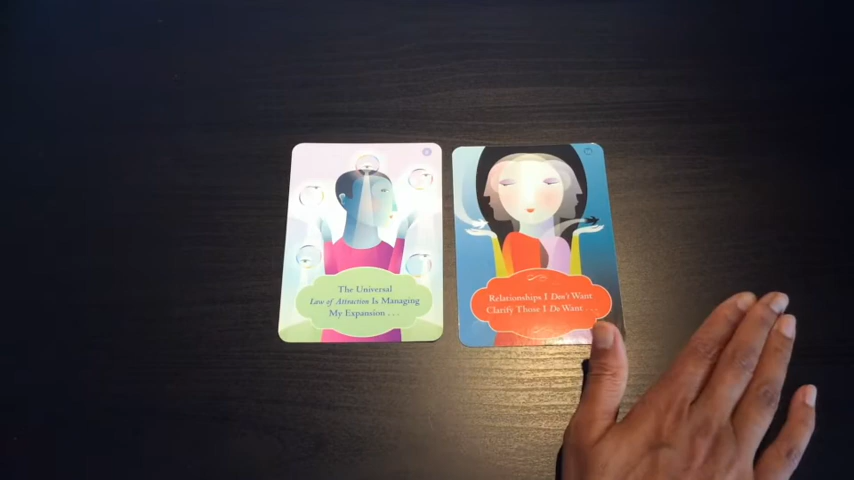 The Universal
Law of Attraction Is Managing
My Expansion . . .
Relationships I Don't Want
Clarify Those I Do Want . . .